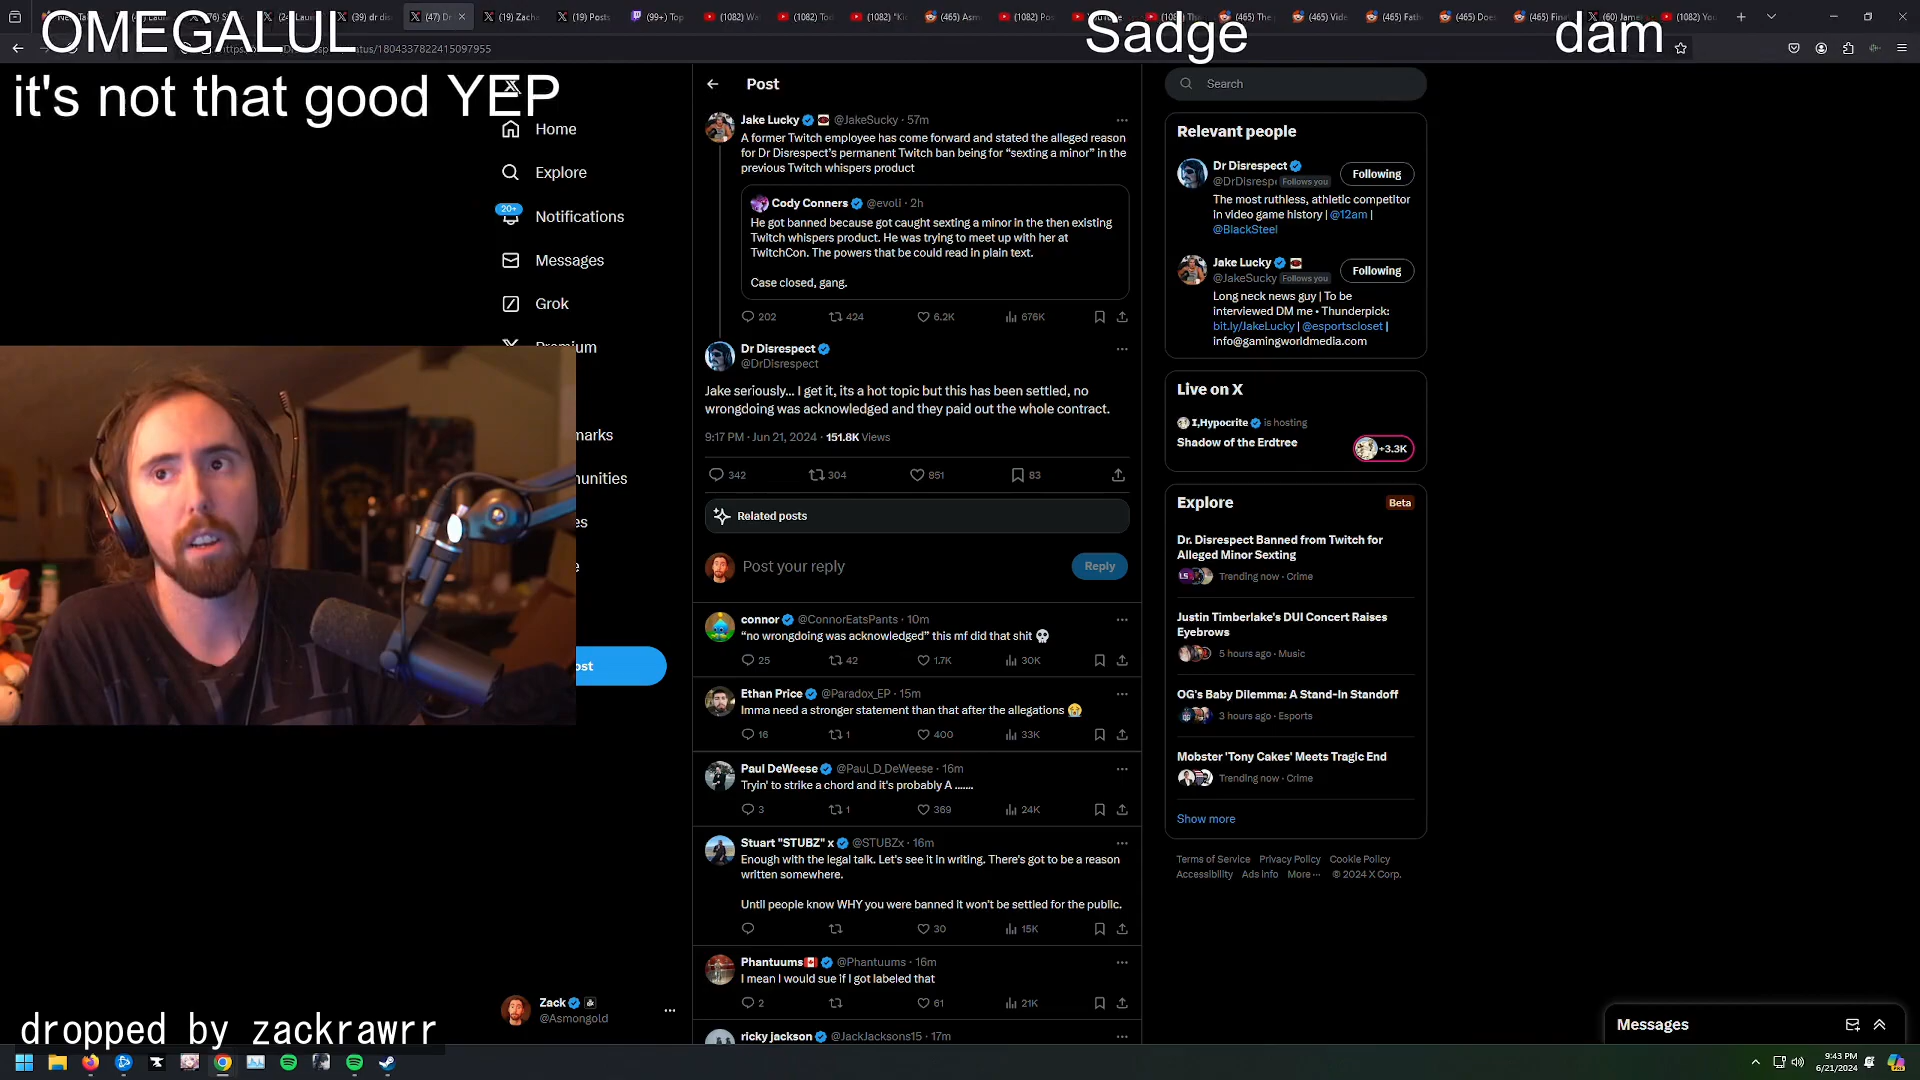 OMEGALUL
Sadge
dam
it's not that good YEP
Post
Search
Home
Explore
20+
Notifications
Messages
Grok
Premium
marks
nunities
es
e
ost
Zack
@Asmongold
dropped by zackrawrr
Jake Lucky @JakeSucky · 57m
A former Twitch employee has come forward and stated the alleged reason
for Dr Disrespect's permanent Twitch ban being for “sexting a minor” in the
previous Twitch whispers product
Cody Conners @evoli · 2h
He got banned because got caught sexting a minor in the then existing
Twitch whispers product. He was trying to meet up with her at
TwitchCon. The powers that be could read in plain text.
Case closed, gang.
202 424 6.2K 676K
Dr Disrespect
@DrDisrespect
Jake seriously... I get it, its a hot topic but this has been settled, no
wrongdoing was acknowledged and they paid out the whole contract.
9:17 PM · Jun 21, 2024 · 151.8K Views
342 304 851 83
Related posts
Post your reply
Reply
connor @ConnorEatsPants · 10m
“no wrongdoing was acknowledged” this mf did that shit 💀
25 42 1.7K 30K
Ethan Price @Paradox_EP · 15m
Imma need a stronger statement than that after the allegations 😭
16 1 400 33K
Paul DeWeese @Paul_D_DeWeese · 16m
Tryin' to strike a chord and it's probably A .......
3 1 369 24K
Stuart "STUBZ" x @STUBZx · 16m
Enough with the legal talk. Let's see it in writing. There's got to be a reason
written somewhere.
Until people know WHY you were banned it won't be settled for the public.
30 15K
Phantuums @Phantuums · 16m
I mean I would sue if I got labeled that
2 61 21K
ricky jackson @JackJacksons15 · 17m
Relevant people
Dr Disrespect
@DrDisresp Follows you
Following
The most ruthless, athletic competitor
in video game history | @12am |
@BlackSteel
Jake Lucky
@JakeSucky Follows you
Following
Long neck news guy | To be
interviewed DM me • Thunderpick:
bit.ly/JakeLucky | @esportscloset |
info@gamingworldmedia.com
Live on X
I,Hypocrite is hosting
Shadow of the Erdtree
+3.3K
Explore
Beta
Dr. Disrespect Banned from Twitch for
Alleged Minor Sexting
Trending now · Crime
Justin Timberlake's DUI Concert Raises
Eyebrows
5 hours ago · Music
OG's Baby Dilemma: A Stand-In Standoff
3 hours ago · Esports
Mobster 'Tony Cakes' Meets Tragic End
Trending now · Crime
Show more
Terms of Service Privacy Policy Cookie Policy
Accessibility Ads info More ··· © 2024 X Corp.
Messages
9:43 PM
6/21/2024